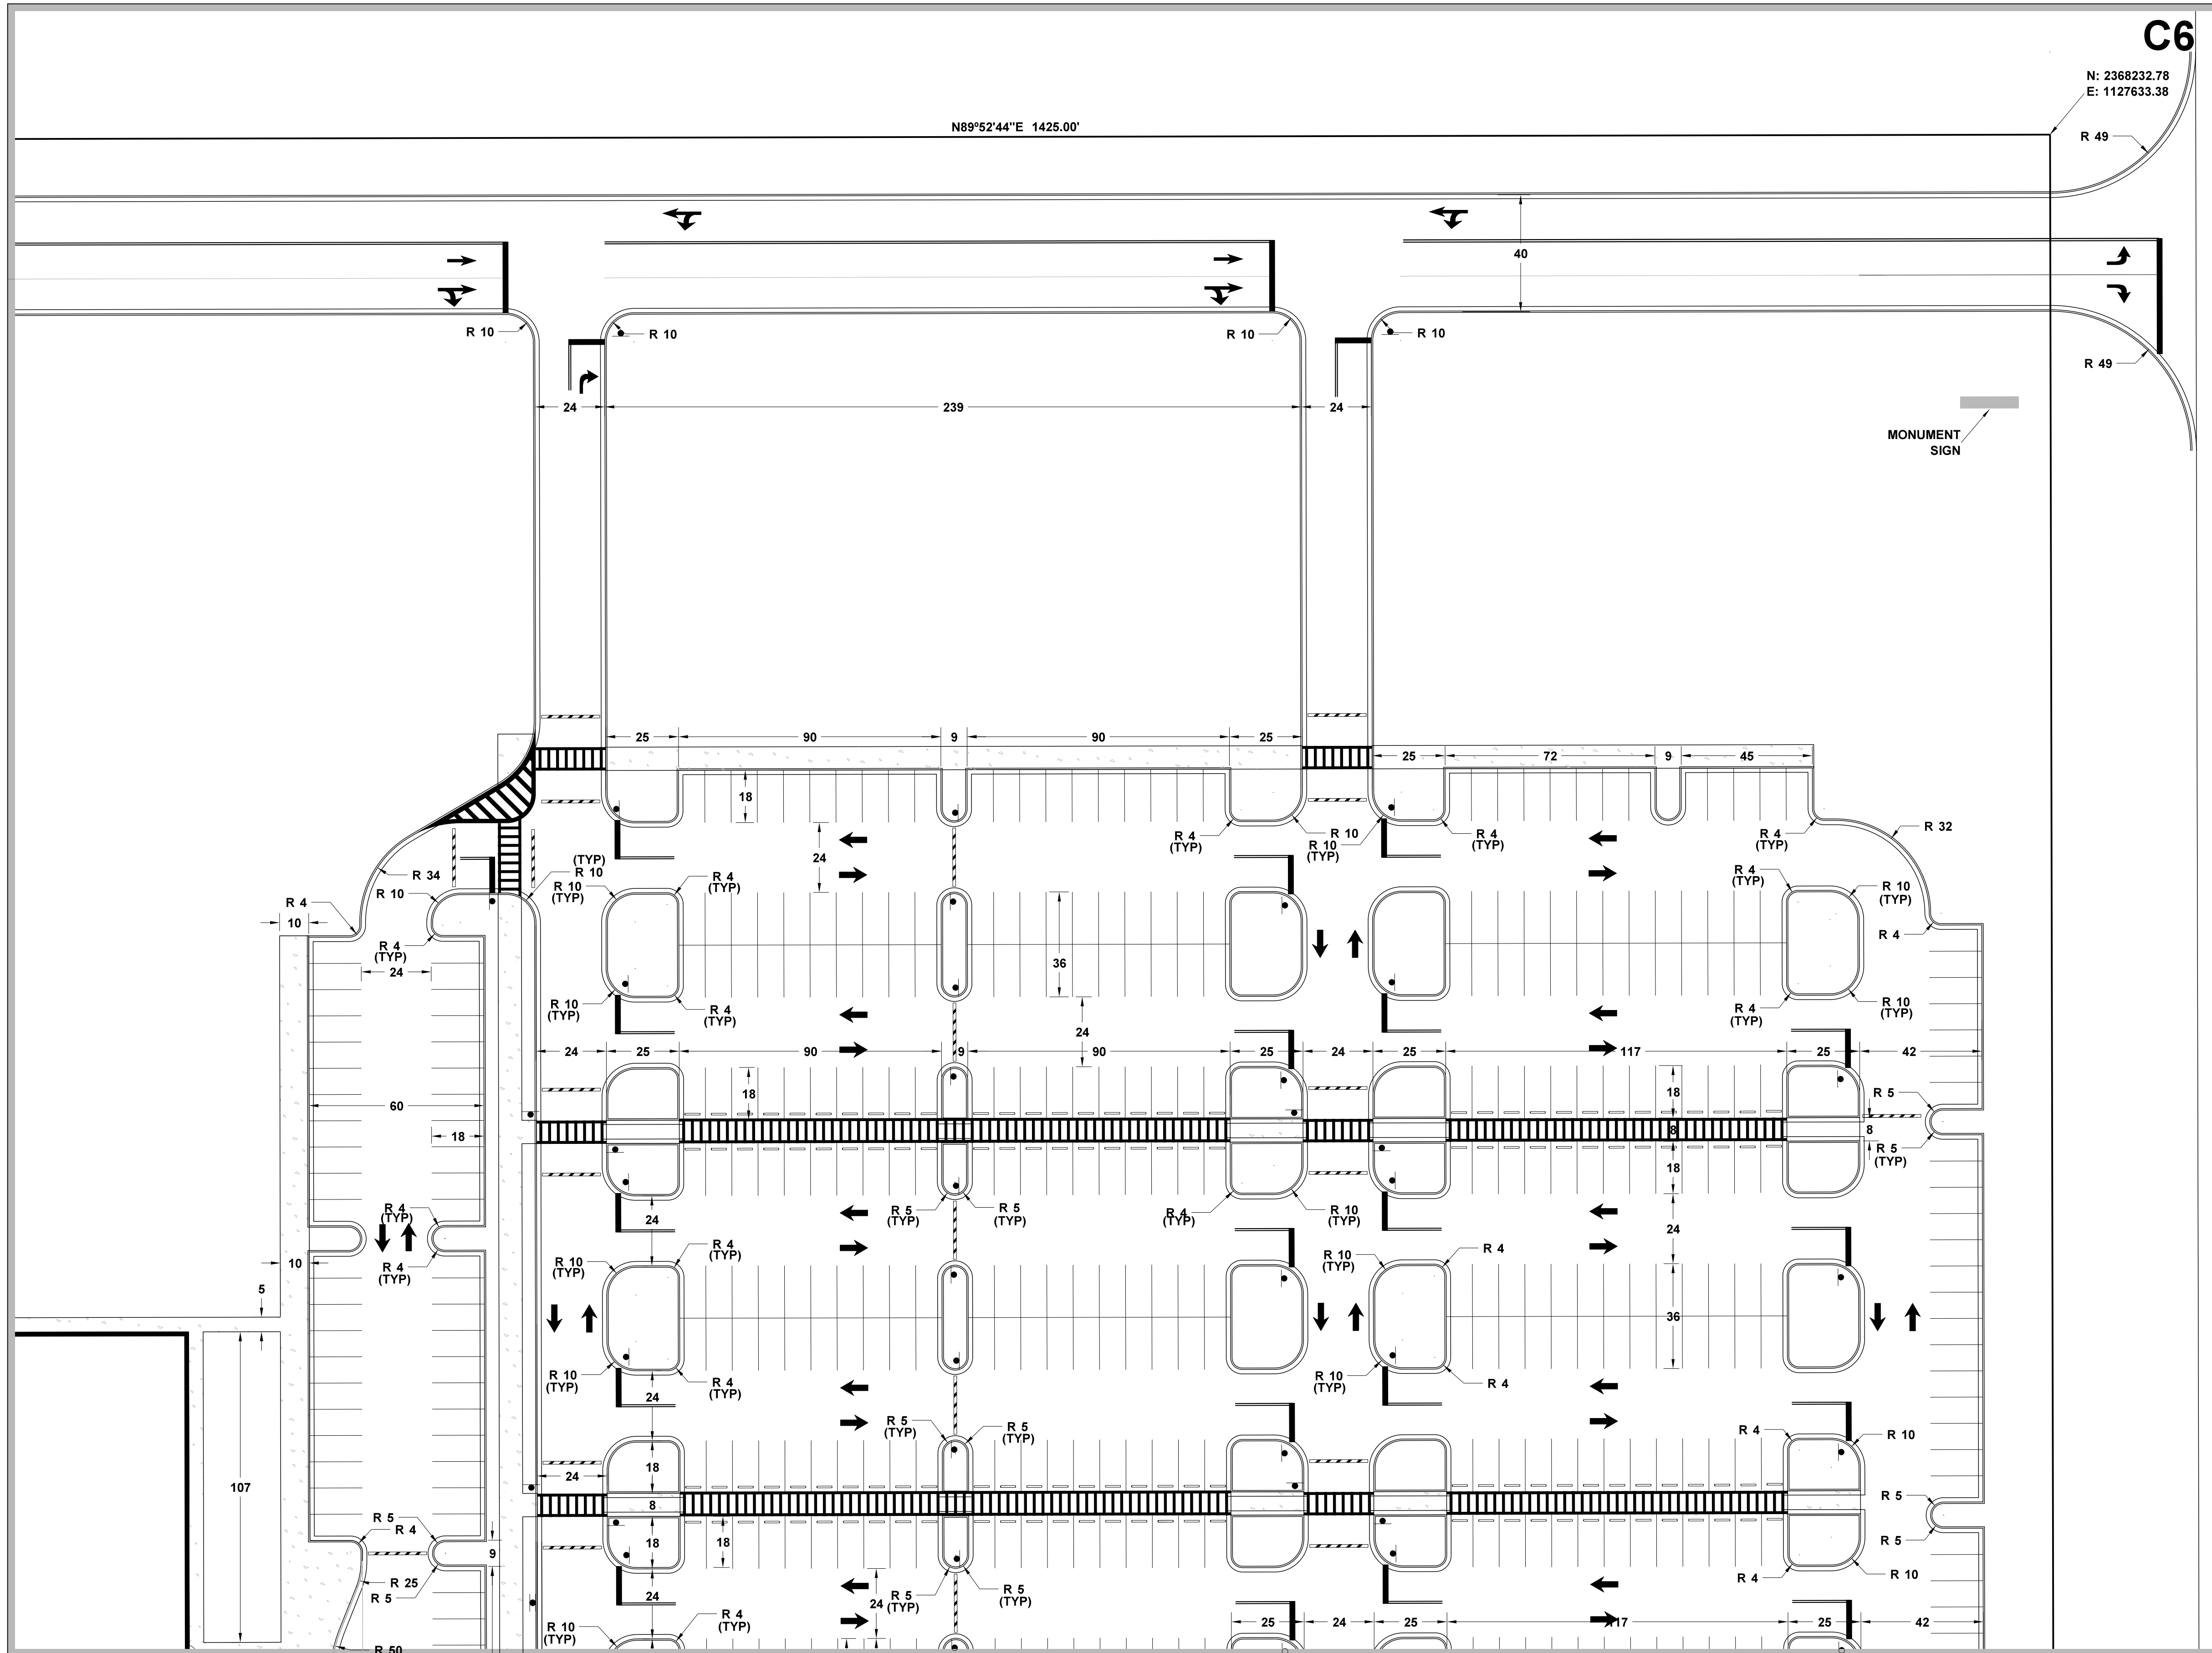 C6
N: 2368232.78
E: 1127633.38
N89º52'44"E 1425.00'
R 49
40
R 10
R 10
R 10
R 10
R 49
24
239
24
MONUMENT
SIGN
25
90
9
90
25
25
72
9
45
18
R 4
(TYP)
R 10
R 10
(TYP)
R 4
(TYP)
R 4
(TYP)
R 32
24
(TYP)
R 10
R 34
R 10
R 10
(TYP)
R 4
(TYP)
R 4
(TYP)
R 10
(TYP)
R 4
10
R 4
R 4
(TYP)
24
36
R 10
(TYP)
R 4
(TYP)
R 4
(TYP)
R 10
(TYP)
24
24
25
90
9
90
25
24
25
117
25
42
60
18
18
18
R 5
8
8
R 5
(TYP)
18
R 4
(TYP)
R 5
(TYP)
R 5
(TYP)
R 4
(TYP)
R 10
(TYP)
24
24
R 4
(TYP)
10
R 10
(TYP)
R 4
(TYP)
R 10
(TYP)
R 4
5
36
R 10
(TYP)
R 4
(TYP)
R 10
(TYP)
R 4
24
R 5
(TYP)
R 5
(TYP)
R 4
R 10
18
24
107
8
R 5
R 5
R 4
R 5
18
18
9
R 4
R 10
R 25
R 5
24
24
R 5
(TYP)
R 5
(TYP)
R 10
(TYP)
R 4
(TYP)
25
24
25
117
25
42
R 50